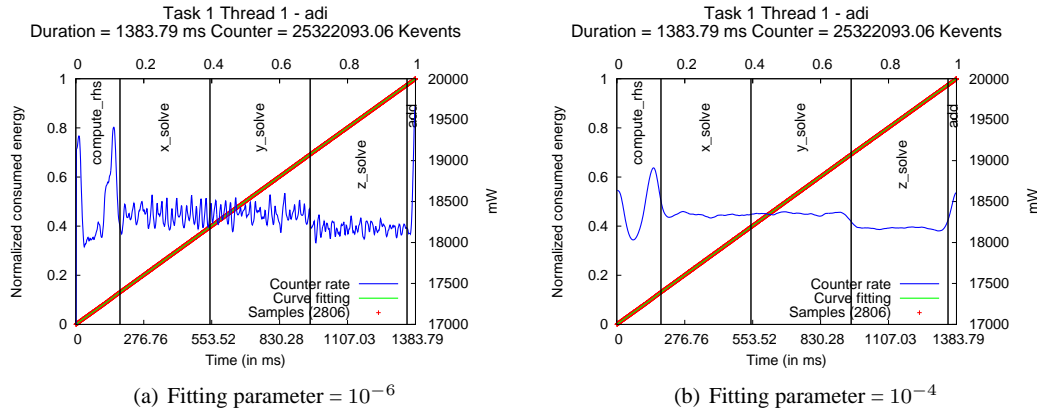 Task 1 Thread 1 - adi
Duration = 1383.79 ms Counter = 25322093.06 Kevents
0 0.2 0.4 0.6 0.8 1
1
0.8
0.6
0.4
0.2
0
Normalized consumed energy
compute_rhs
x_solve
y_solve
z_solve
add
20000
19500
19000
18500
18000
17500
17000
mW
Counter rate
Curve fitting
Samples (2806)
0 276.76 553.52 830.28 1107.03 1383.79
Time (in ms)
(a) Fitting parameter = 10^{-6}
Task 1 Thread 1 - adi
Duration = 1383.79 ms Counter = 25322093.06 Kevents
0 0.2 0.4 0.6 0.8 1
1
0.8
0.6
0.4
0.2
0
Normalized consumed energy
compute_rhs
x_solve
y_solve
z_solve
add
20000
19500
19000
18500
18000
17500
17000
mW
Counter rate
Curve fitting
Samples (2806)
0 276.76 553.52 830.28 1107.03 1383.79
Time (in ms)
(b) Fitting parameter = 10^{-4}